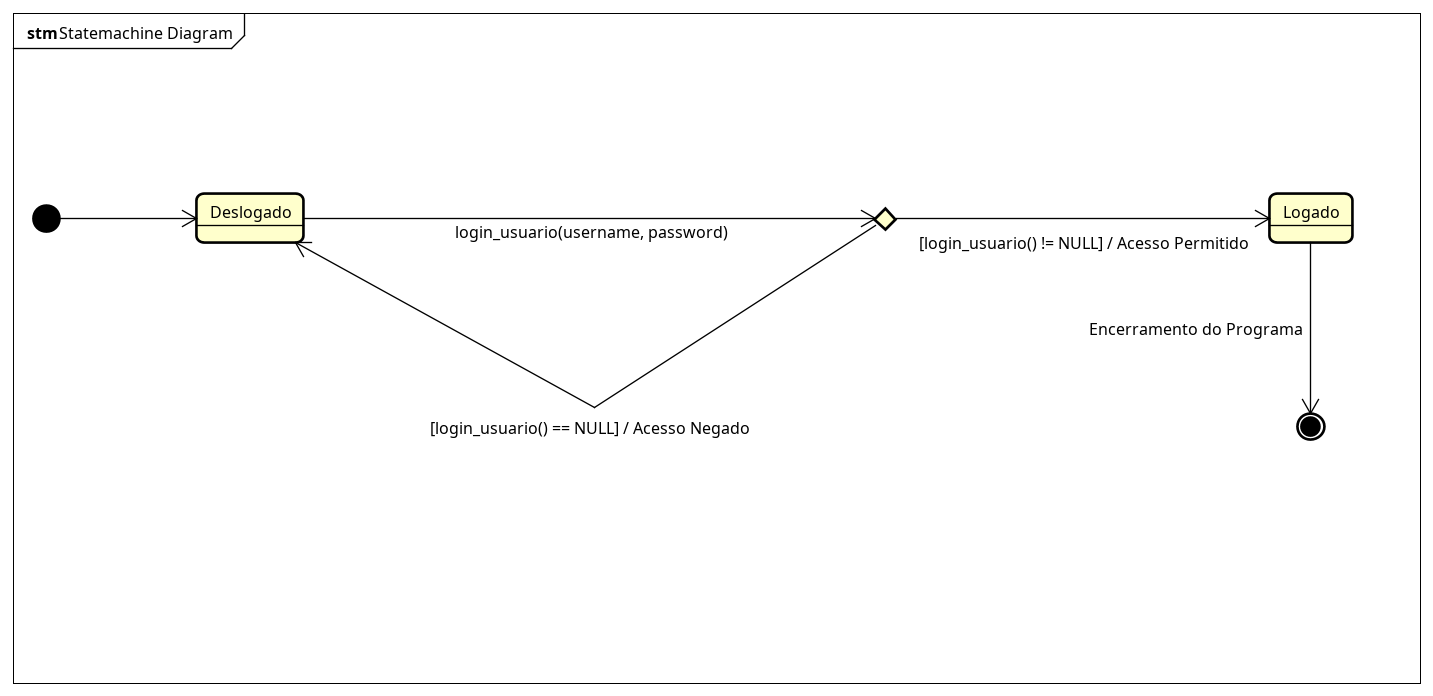 stm Statemachine Diagram
Deslogado
login_usuario(username, password)
[login_usuario() != NULL] / Acesso Permitido
Logado
Encerramento do Programa
[login_usuario() == NULL] / Acesso Negado